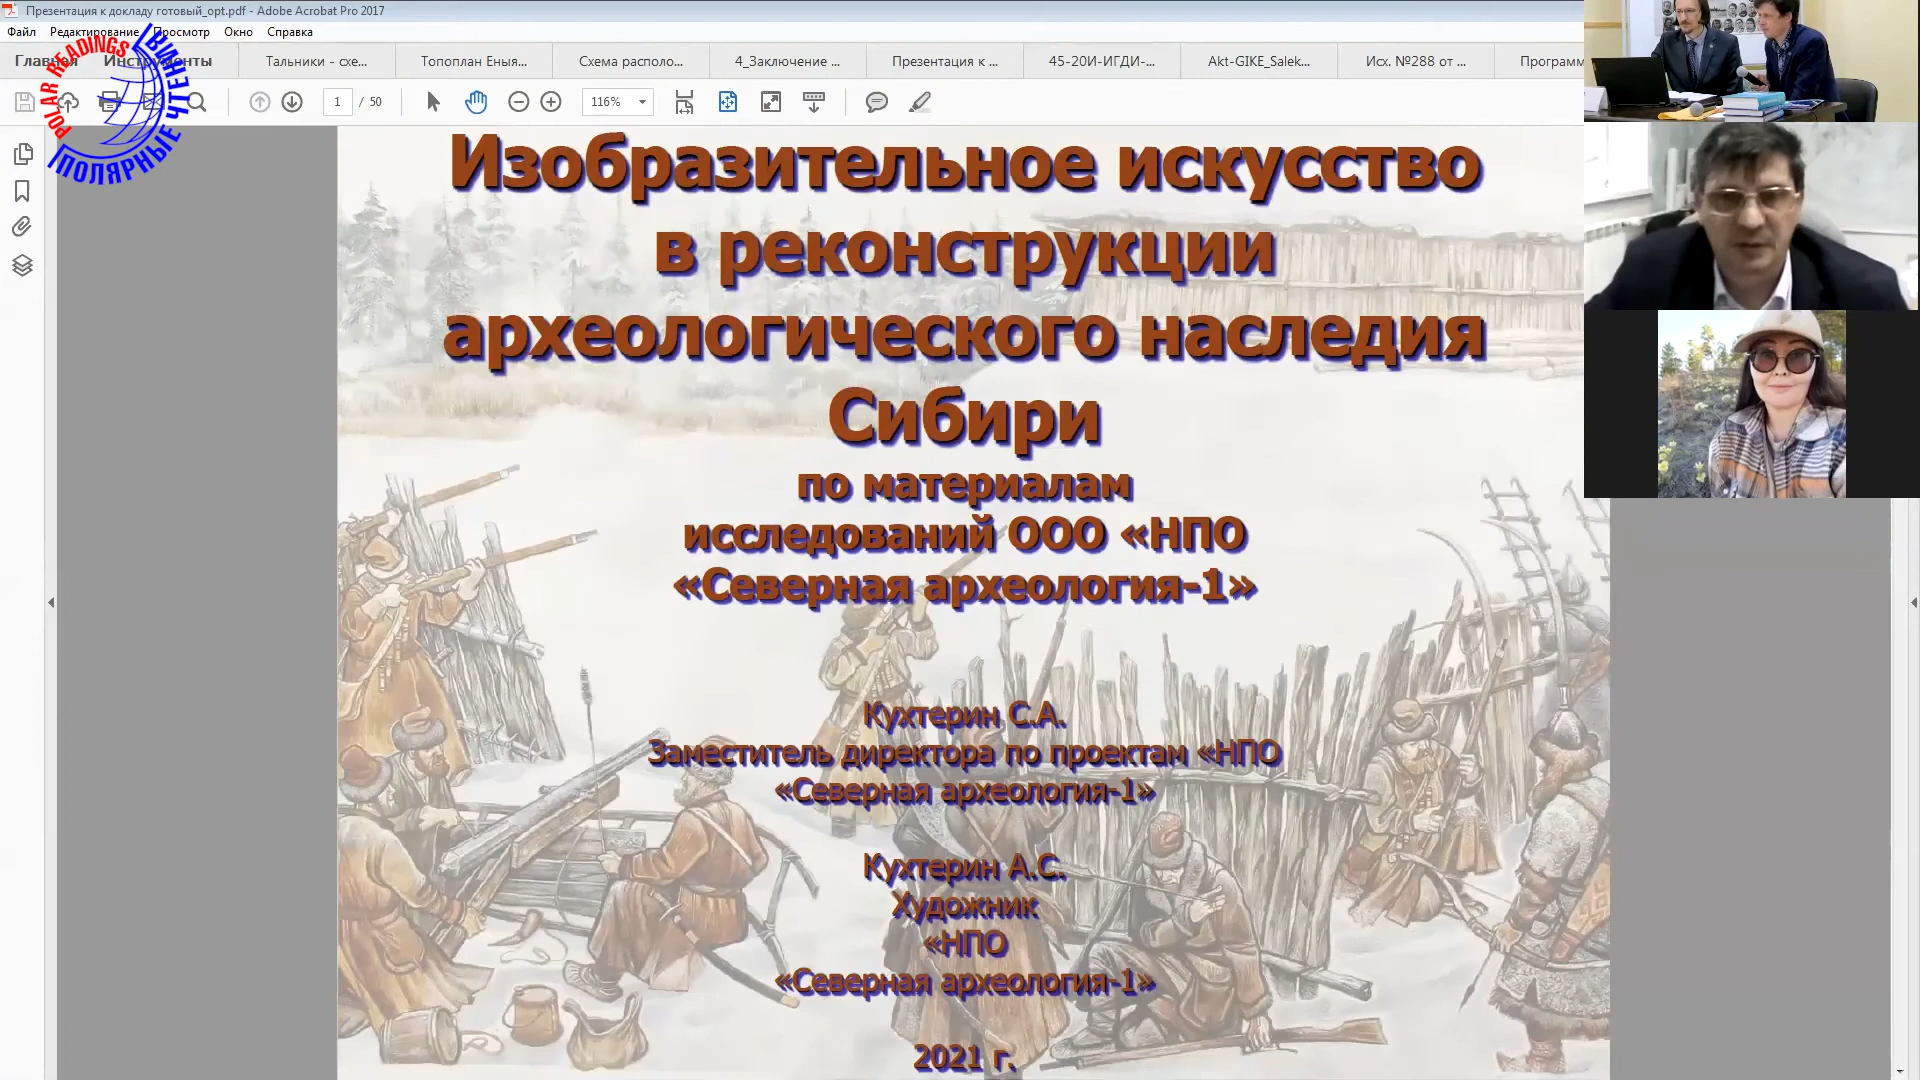 Презентация к докладу готовый_opt.pdf - Adobe Acrobat Pro 2017
Файл Редактирование Просмотр Окно Справка
Главная Инструменты Тальники - схе... Топоплан Еныя... Схема располо... 4_Заключение ... Презентация к ... 45-20И-ИГДИ-... Akt-GIKE_Salek... Исх. №288 от ... Программ
1 / 50 116%
POLAR READINGS
ПОЛЯРНЫЕ ЧТЕНИЯ
Изобразительное искусство
в реконструкции
археологического наследия
Сибири
по материалам
исследований ООО «НПО
«Северная археология-1»
Кухтерин С.А.
Заместитель директора по проектам «НПО
«Северная археология-1»
Кухтерин А.С.
Художник
«НПО
«Северная археология-1»
2021 г.